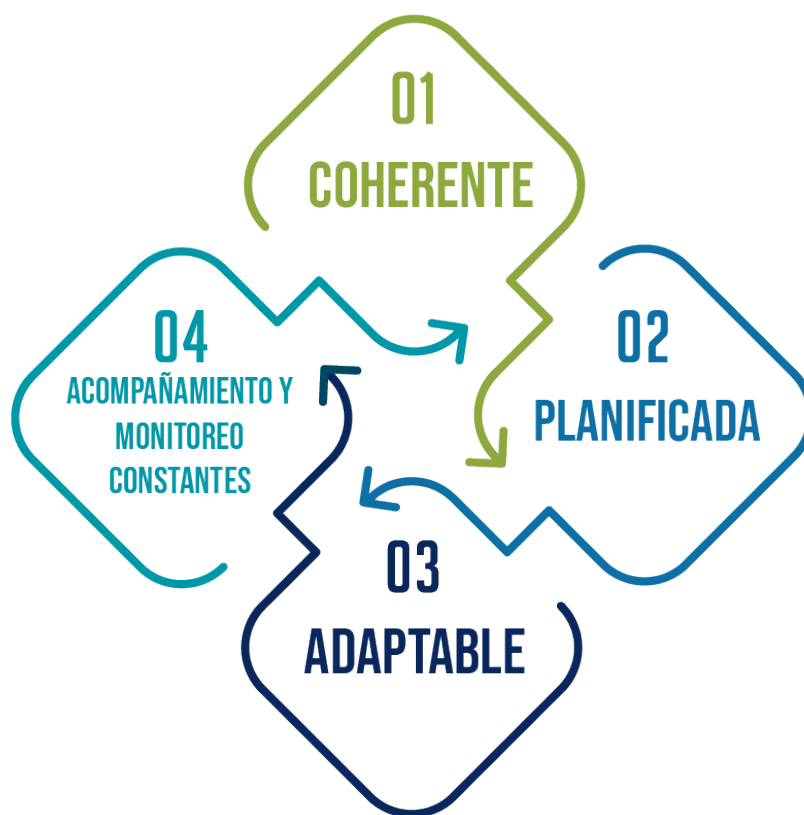 01
COHERENTE
02
PLANIFICADA
03
ADAPTABLE
04
ACOMPAÑAMIENTO Y
MONITOREO
CONSTANTES